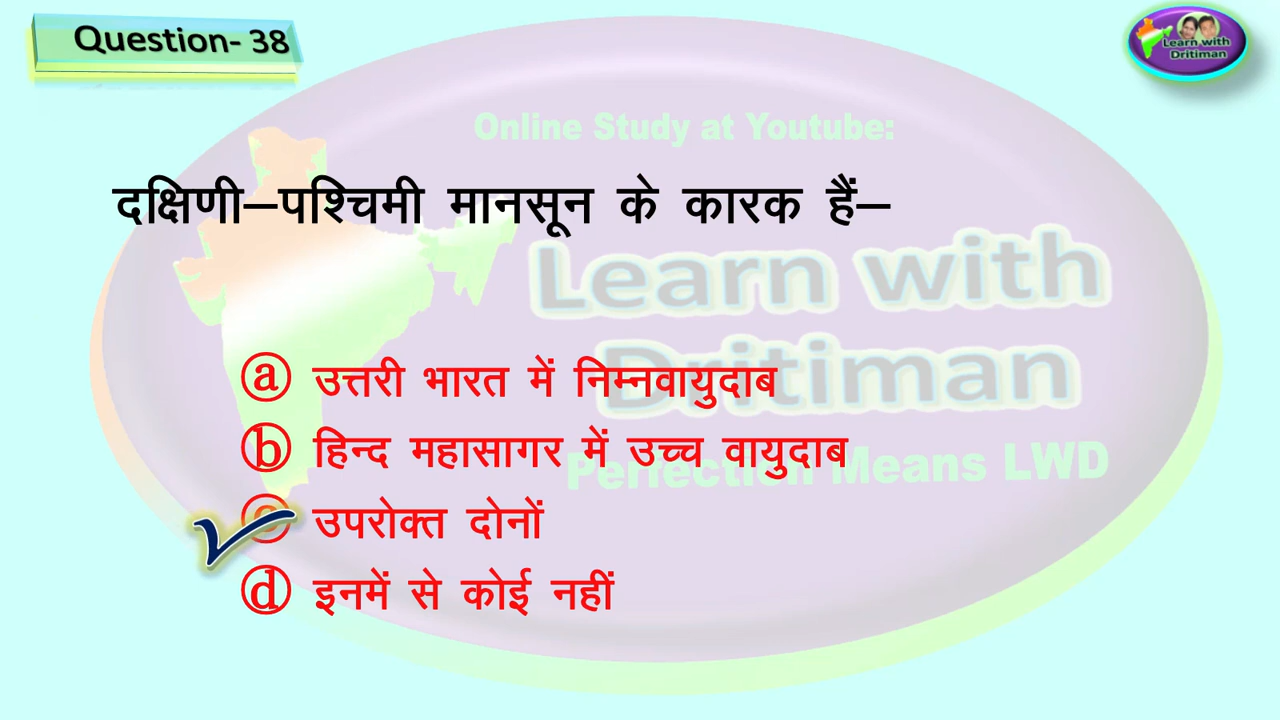 Question- 38
Learn with
Dritiman
Online Study at Youtube:
दक्षिणी–पश्चिमी मानसून के कारक हैं–
Learn with
Dritiman
ⓐ उत्तरी भारत में निम्नवायुदाब
ⓑ हिन्द महासागर में उच्च वायुदाब
Perfection Means LWD
ⓒ उपरोक्त दोनों
ⓓ इनमें से कोई नहीं